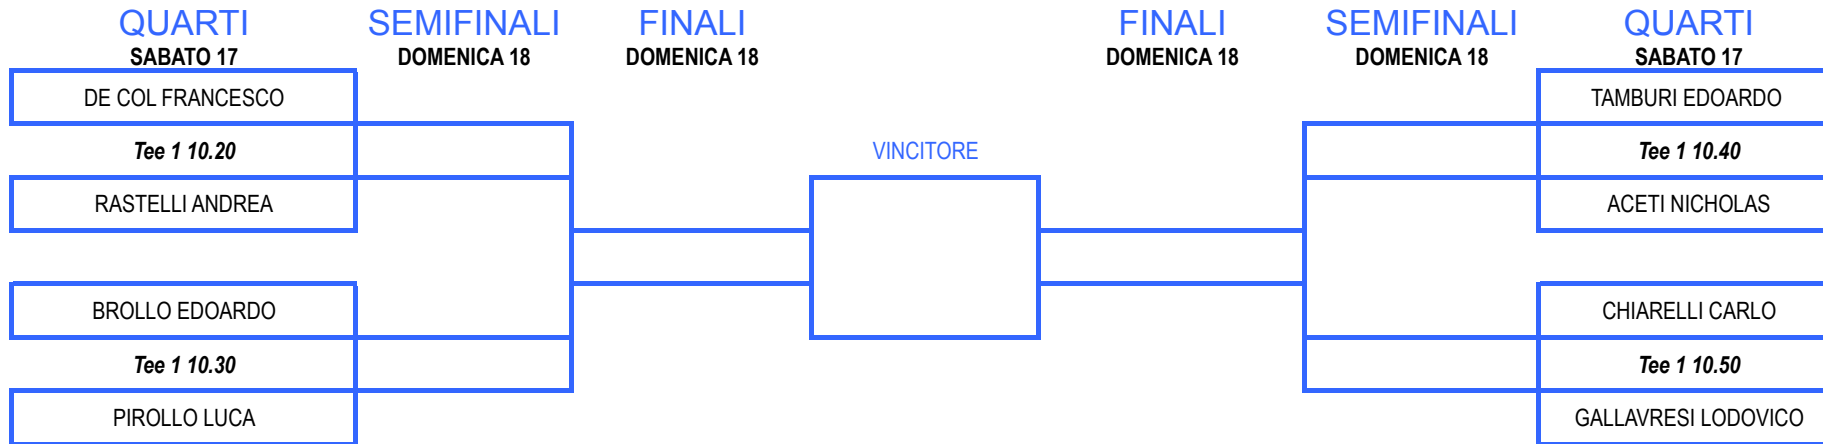 QUARTI SEMIFINALI FINALI FINALI SEMIFINALI QUARTI
SABATO 17 DOMENICA 18 DOMENICA 18 DOMENICA 18 DOMENICA 18 SABATO 17
DE COL FRANCESCO TAMBURI EDOARDO
Tee 1 10.20 VINCITORE Tee 1 10.40
RASTELLI ANDREA ACETI NICHOLAS
BROLLO EDOARDO CHIARELLI CARLO
Tee 1 10.30 Tee 1 10.50
PIROLLO LUCA GALLAVRESI LODOVICO